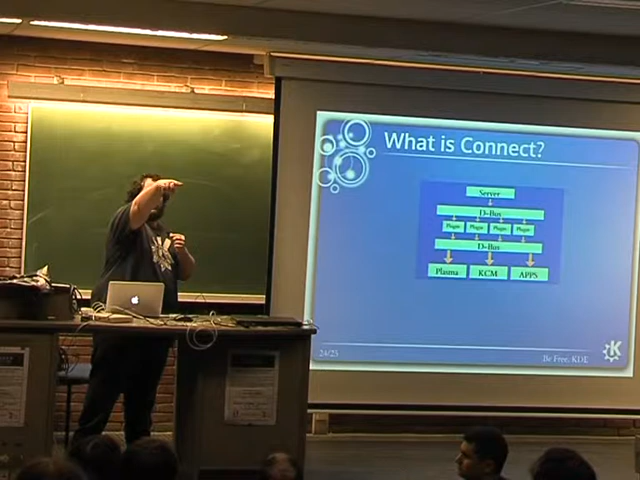 What is Connect?
Server
D-Bus
Plugin Plugin Plugin Plugin
D-Bus
Plasma KCM APPS
24/25
Be Free, KDE
K